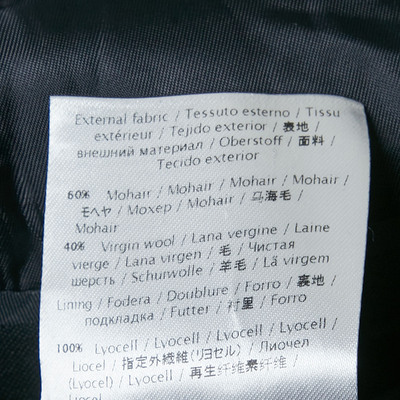 External fabric / Tessuto esterno / Tissu
extérieur / Tejido exterior / 表地 /
внешний материал / Oberstoff / 面料 /
Tecido exterior
60% Mohair / Mohair / Mohair / Mohair /
モヘヤ / Мохер / Mohair / 马海毛 /
Mohair
40% Virgin wool / Lana vergine / Laine
vierge / Lana virgen / 毛 / Чистая
шерсть / Schurwolle / 羊毛 / Lã virgem
Lining / Fodera / Doublure / Forro / 裏地 /
подкладка / Futter / 衬里 / Forro
100% Lyocell / Lyocell / Lyocell / Lyocell /
Liocel / 指定外繊維(リヨセル) / Лиочел
(Lyocel) / Lyocell / 再生纤维素纤维 /
Liocel